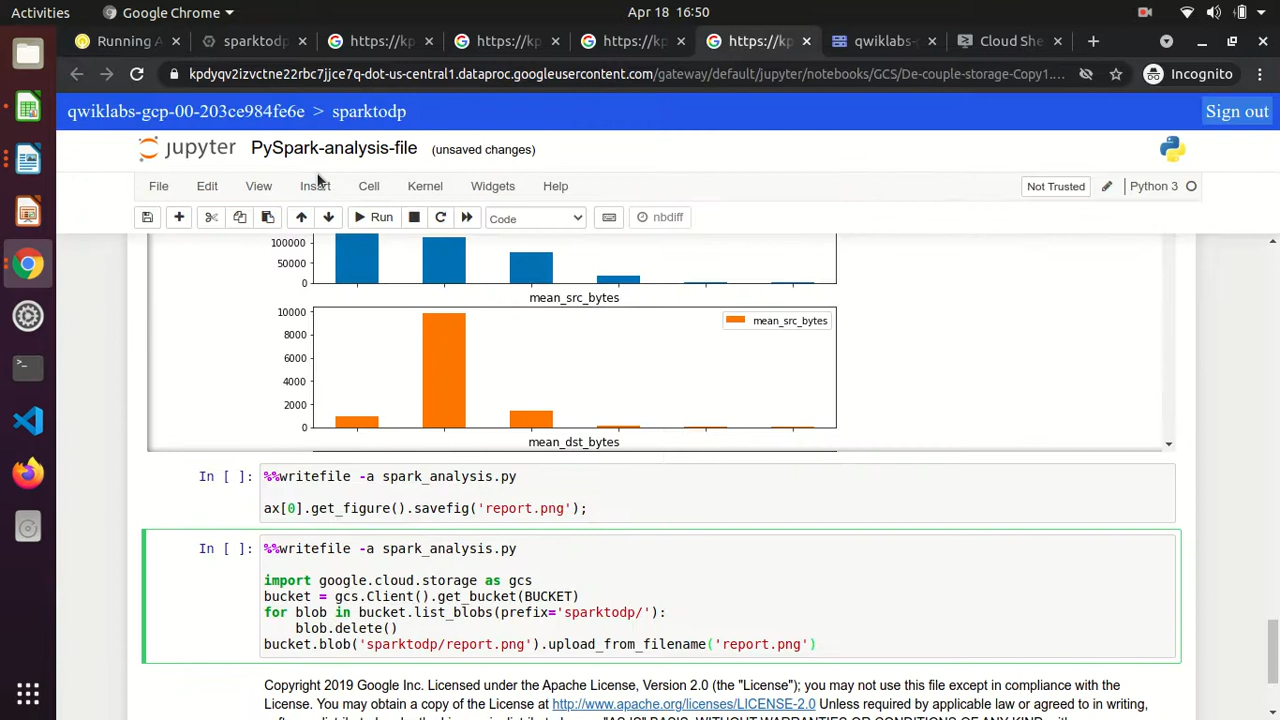 Activities
Google Chrome
Apr 18 16:50
Running A
sparktodp
https://kp
https://kp
https://kp
https://kp
qwiklabs-g
Cloud She
kpdyqv2izvctne22rbc7jjce7q-dot-us-central1.dataproc.googleusercontent.com/gateway/default/jupyter/notebooks/GCS/De-couple-storage-Copy1....
Incognito
qwiklabs-gcp-00-203ce984fe6e > sparktodp
Sign out
jupyter PySpark-analysis-file (unsaved changes)
File Edit View Insert Cell Kernel Widgets Help
Not Trusted
Python 3
Run
Code
nbdiff
100000
50000
0
mean_src_bytes
10000
8000
6000
4000
2000
0
mean_src_bytes
mean_dst_bytes
In [ ]: %%writefile -a spark_analysis.py
ax[0].get_figure().savefig('report.png');
In [ ]: %%writefile -a spark_analysis.py
import google.cloud.storage as gcs
bucket = gcs.Client().get_bucket(BUCKET)
for blob in bucket.list_blobs(prefix='sparktodp/'):
    blob.delete()
bucket.blob('sparktodp/report.png').upload_from_filename('report.png')
Copyright 2019 Google Inc. Licensed under the Apache License, Version 2.0 (the "License"); you may not use this file except in compliance with the
License. You may obtain a copy of the License at http://www.apache.org/licenses/LICENSE-2.0 Unless required by applicable law or agreed to in writing,